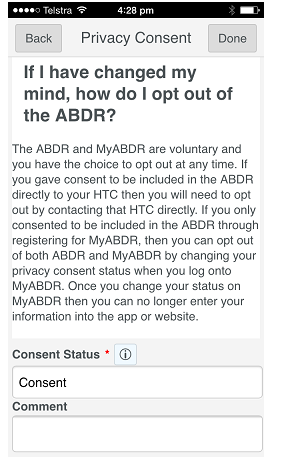 Telstra 4:28 pm
Back Privacy Consent Done
If I have changed my
mind, how do I opt out of
the ABDR?
The ABDR and MyABDR are voluntary and
you have the choice to opt out at any time. If
you gave consent to be included in the ABDR
directly to your HTC then you will need to opt
out by contacting that HTC directly. If you only
consented to be included in the ABDR through
registering for MyABDR, then you can opt out
of both ABDR and MyABDR by changing your
privacy consent status when you log onto
MyABDR. Once you change your status on
MyABDR then you can no longer enter your
information into the app or website.
Consent Status *
Consent
Comment